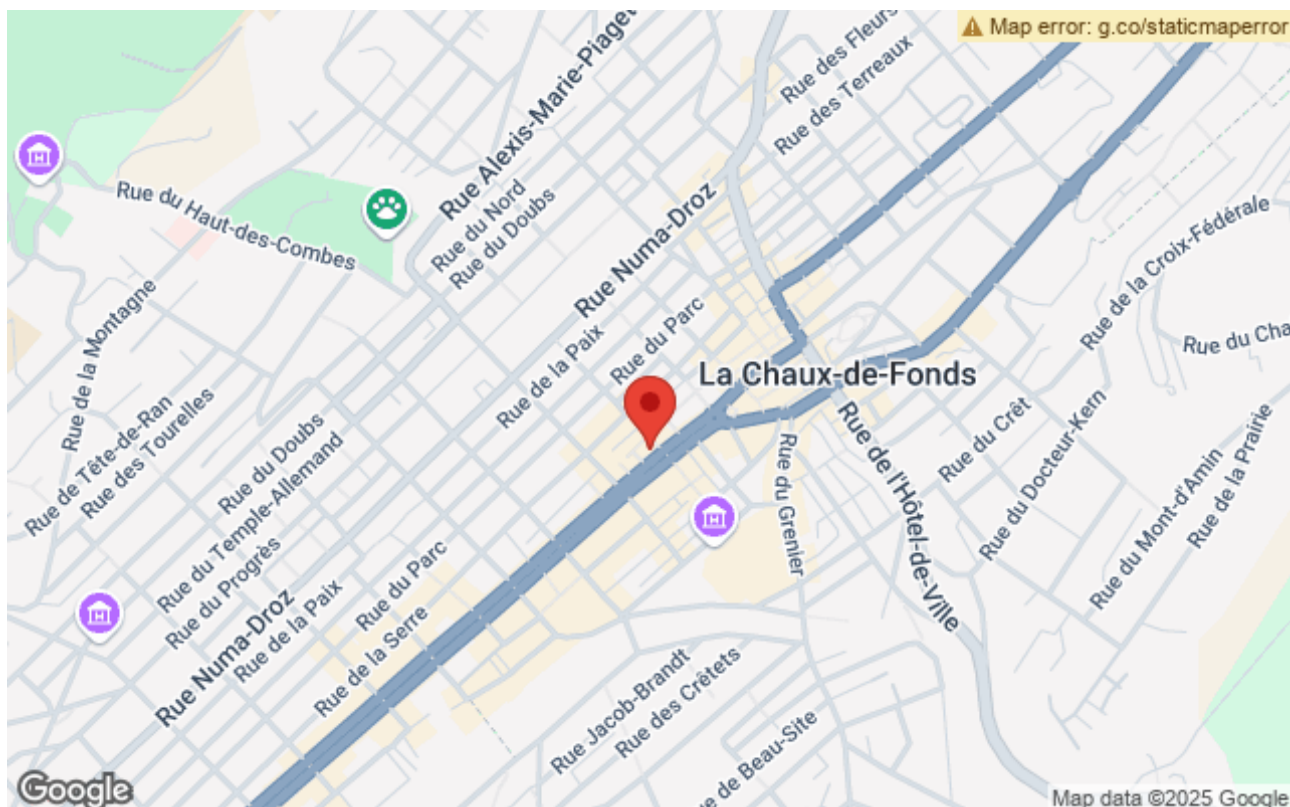 Map error: g.co/staticmaperror
Rue des Fleurs
Rue des Terreaux
Rue Alexis-Marie-Piaget
Rue du Nord
Rue du Doubs
Rue du Haut-des-Combes
Rue Numa-Droz
Rue de la Croix-Fédérale
Rue de la Montagne
Rue de la Paix
Rue du Parc
Rue du Cha
La Chaux-de-Fonds
Rue de Tête-de-Ran
Rue des Tourelles
Rue du Doubs
Rue du Temple-Allemand
Rue du Progrès
Rue du Grenier
Rue de l'Hôtel-de-Ville
Rue du Crêt
Rue du Docteur-Kern
Rue du Mont-d'Amin
Rue de la Prairie
Rue Numa-Droz
Rue de la Paix
Rue du Parc
Rue de la Serre
Rue Jacob-Brandt
Rue des Crêtets
ue de Beau-Site
Google
Map data ©2025 Google